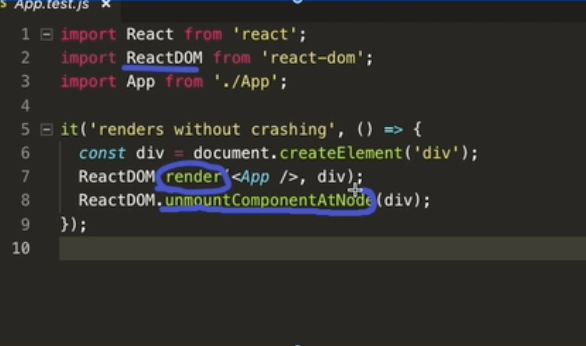 App.test.js ×
1 import React from 'react';
2 import ReactDOM from 'react-dom';
3 import App from './App';
4
5 it('renders without crashing', () => {
6 const div = document.createElement('div');
7 ReactDOM.render(<App />, div);
8 ReactDOM.unmountComponentAtNode(div);
9 });
10